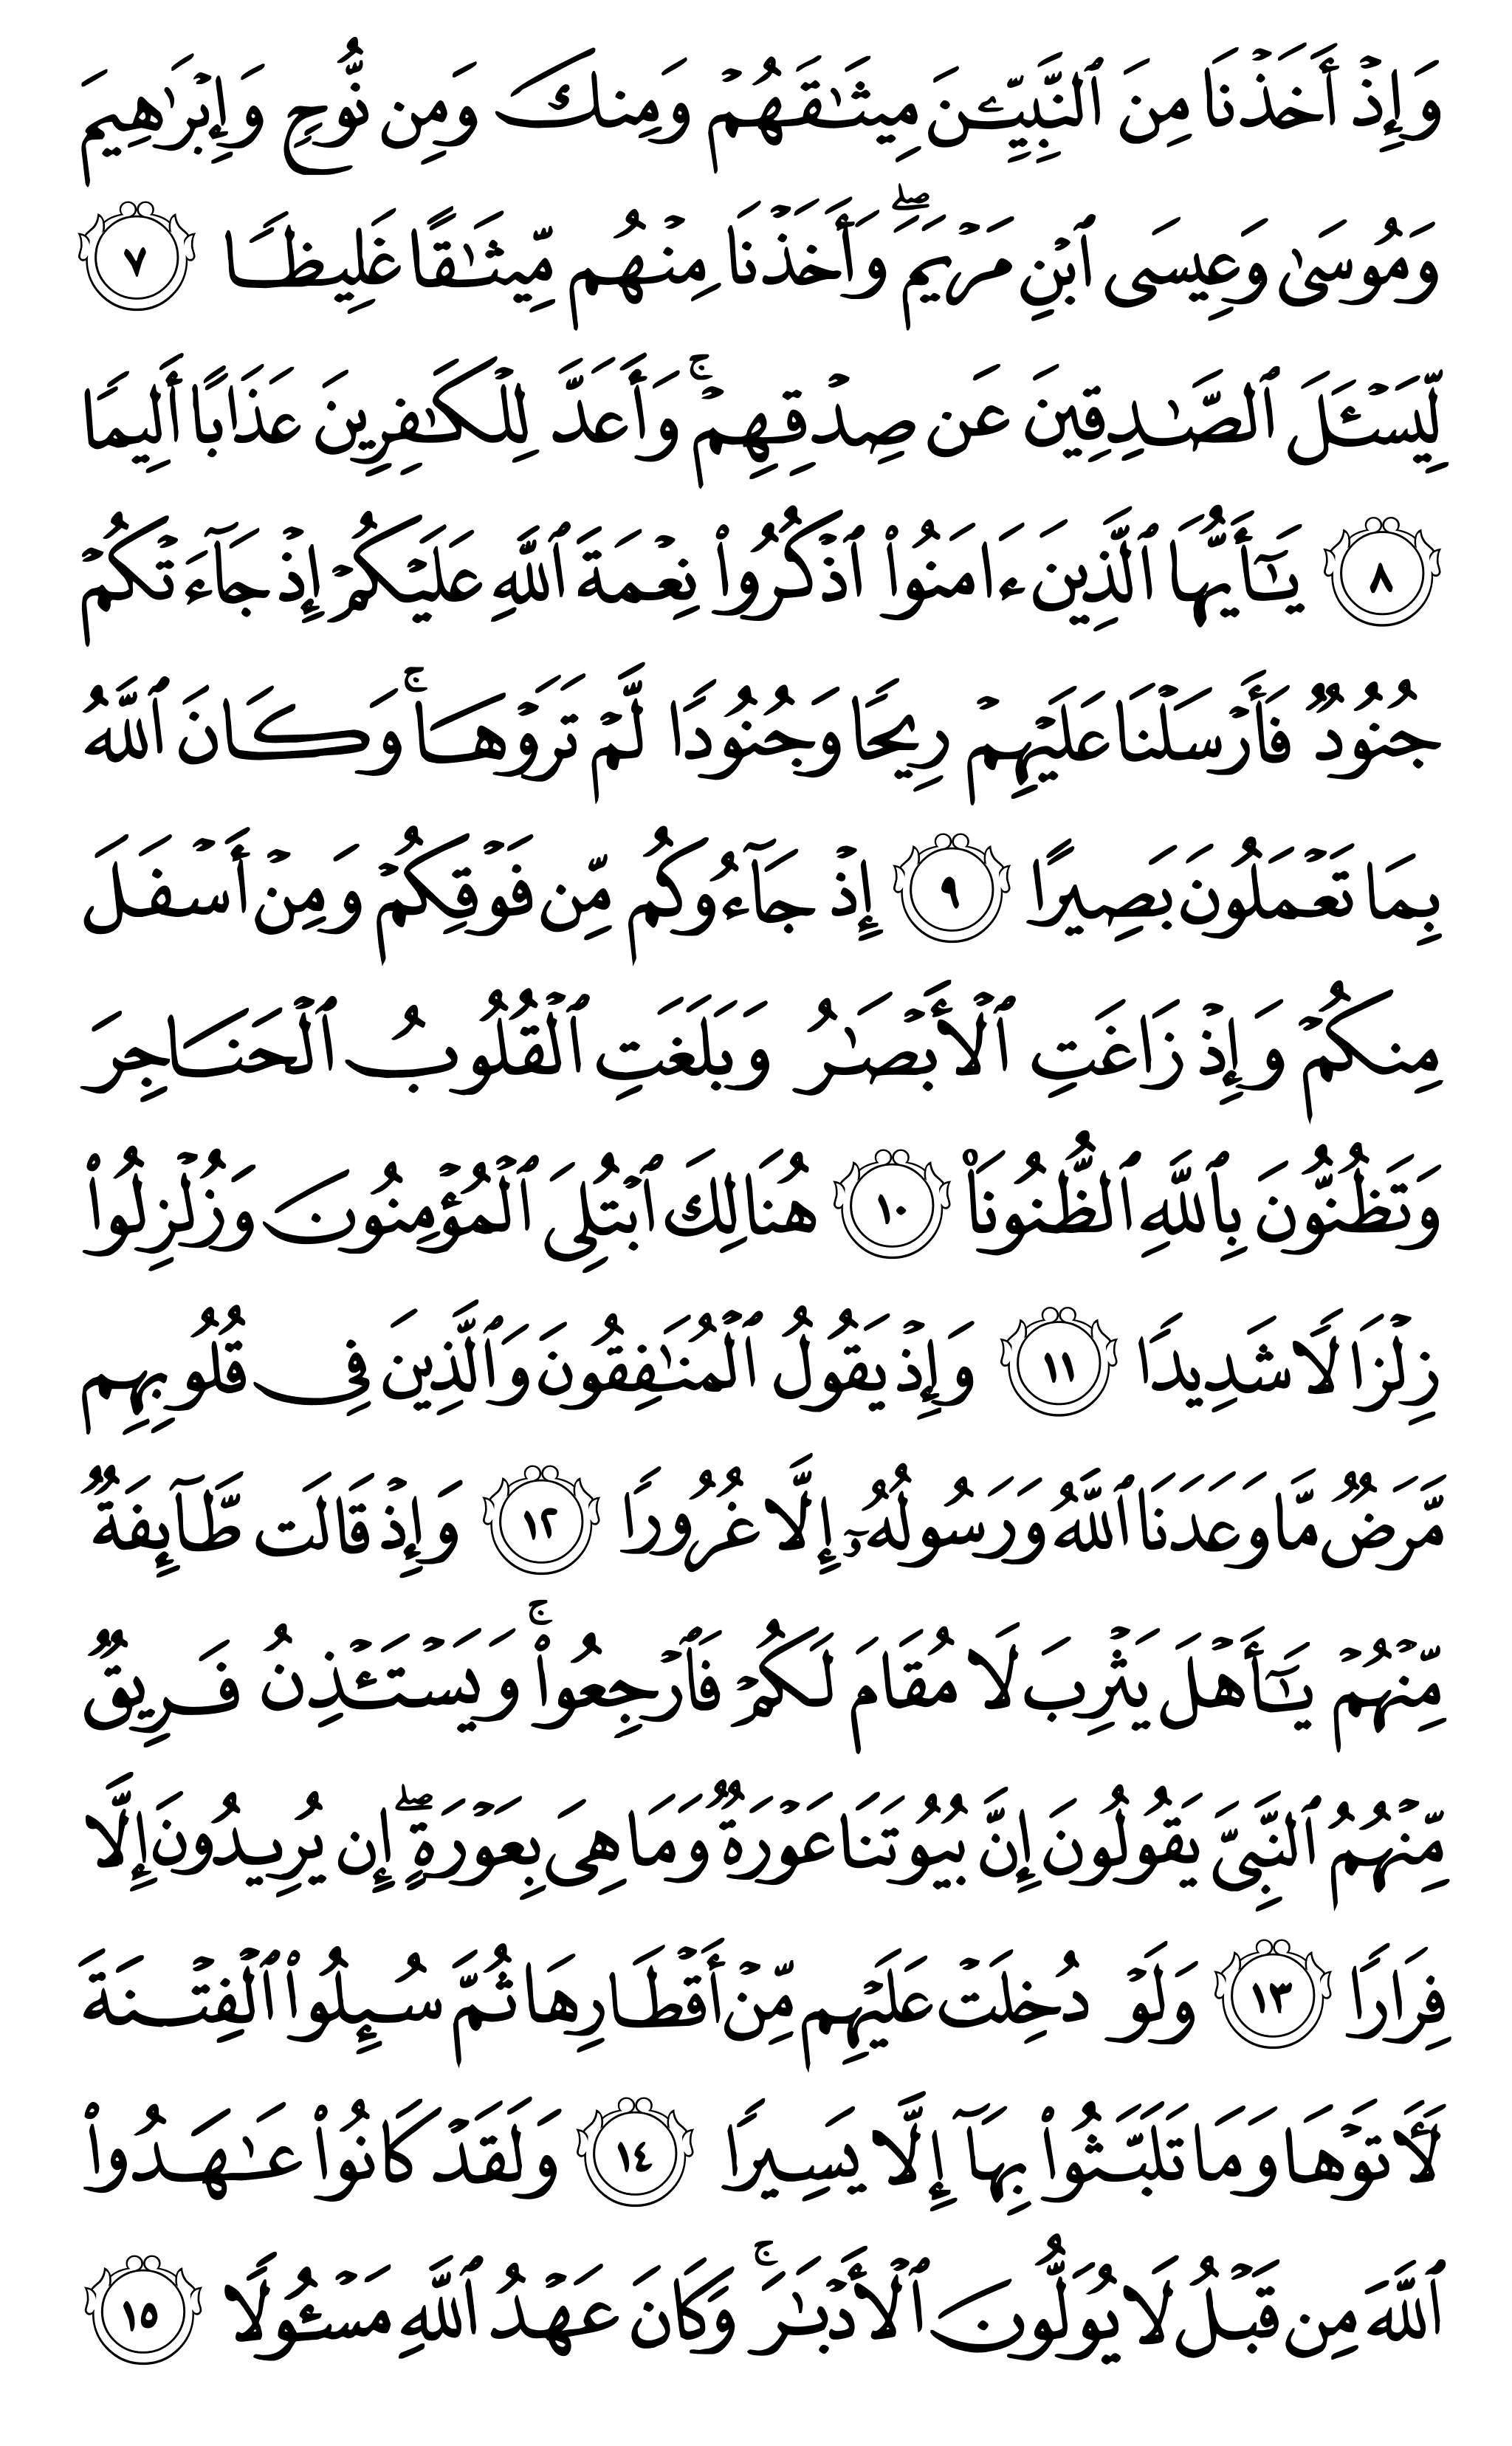 وَإِذۡ أَخَذۡنَا مِنَ ٱلنَّبِيِّـۧنَ مِيثَٰقَهُمۡ وَمِنكَ وَمِن نُّوحٖ وَإِبۡرَٰهِيمَ
وَمُوسَىٰ وَعِيسَى ٱبۡنِ مَرۡيَمَۖ وَأَخَذۡنَا مِنۡهُم مِّيثَٰقًا غَلِيظٗا ٧
لِّيَسۡـَٔلَ ٱلصَّٰدِقِينَ عَن صِدۡقِهِمۡۚ وَأَعَدَّ لِلۡكَٰفِرِينَ عَذَابًا أَلِيمٗا
٨ يَٰٓأَيُّهَا ٱلَّذِينَ ءَامَنُواْ ٱذۡكُرُواْ نِعۡمَةَ ٱللَّهِ عَلَيۡكُمۡ إِذۡ جَآءَتۡكُمۡ
جُنُودٞ فَأَرۡسَلۡنَا عَلَيۡهِمۡ رِيحٗا وَجُنُودٗا لَّمۡ تَرَوۡهَاۚ وَكَانَ ٱللَّهُ
بِمَا تَعۡمَلُونَ بَصِيرًا ٩ إِذۡ جَآءُوكُم مِّن فَوۡقِكُمۡ وَمِنۡ أَسۡفَلَ
مِنكُمۡ وَإِذۡ زَاغَتِ ٱلۡأَبۡصَٰرُ وَبَلَغَتِ ٱلۡقُلُوبُ ٱلۡحَنَاجِرَ
وَتَظُنُّونَ بِٱللَّهِ ٱلظُّنُونَا۠ ١٠ هُنَالِكَ ٱبۡتُلِيَ ٱلۡمُؤۡمِنُونَ وَزُلۡزِلُواْ
زِلۡزَالٗا شَدِيدٗا ١١ وَإِذۡ يَقُولُ ٱلۡمُنَٰفِقُونَ وَٱلَّذِينَ فِي قُلُوبِهِم
مَّرَضٞ مَّا وَعَدَنَا ٱللَّهُ وَرَسُولُهُۥٓ إِلَّا غُرُورٗا ١٢ وَإِذۡ قَالَت طَّآئِفَةٞ
مِّنۡهُمۡ يَٰٓأَهۡلَ يَثۡرِبَ لَا مُقَامَ لَكُمۡ فَٱرۡجِعُواْۚ وَيَسۡتَـٔۡذِنُ فَرِيقٞ
مِّنۡهُمُ ٱلنَّبِيَّ يَقُولُونَ إِنَّ بُيُوتَنَا عَوۡرَةٞ وَمَا هِيَ بِعَوۡرَةٍۖ إِن يُرِيدُونَ إِلَّا
فِرَارٗا ١٣ وَلَوۡ دُخِلَتۡ عَلَيۡهِم مِّنۡ أَقۡطَارِهَا ثُمَّ سُئِلُواْ ٱلۡفِتۡنَةَ
لَأٓتَوۡهَا وَمَا تَلَبَّثُواْ بِهَآ إِلَّا يَسِيرٗا ١٤ وَلَقَدۡ كَانُواْ عَٰهَدُواْ
ٱللَّهَ مِن قَبۡلُ لَا يُوَلُّونَ ٱلۡأَدۡبَٰرَۚ وَكَانَ عَهۡدُ ٱللَّهِ مَسۡـُٔولٗا ١٥